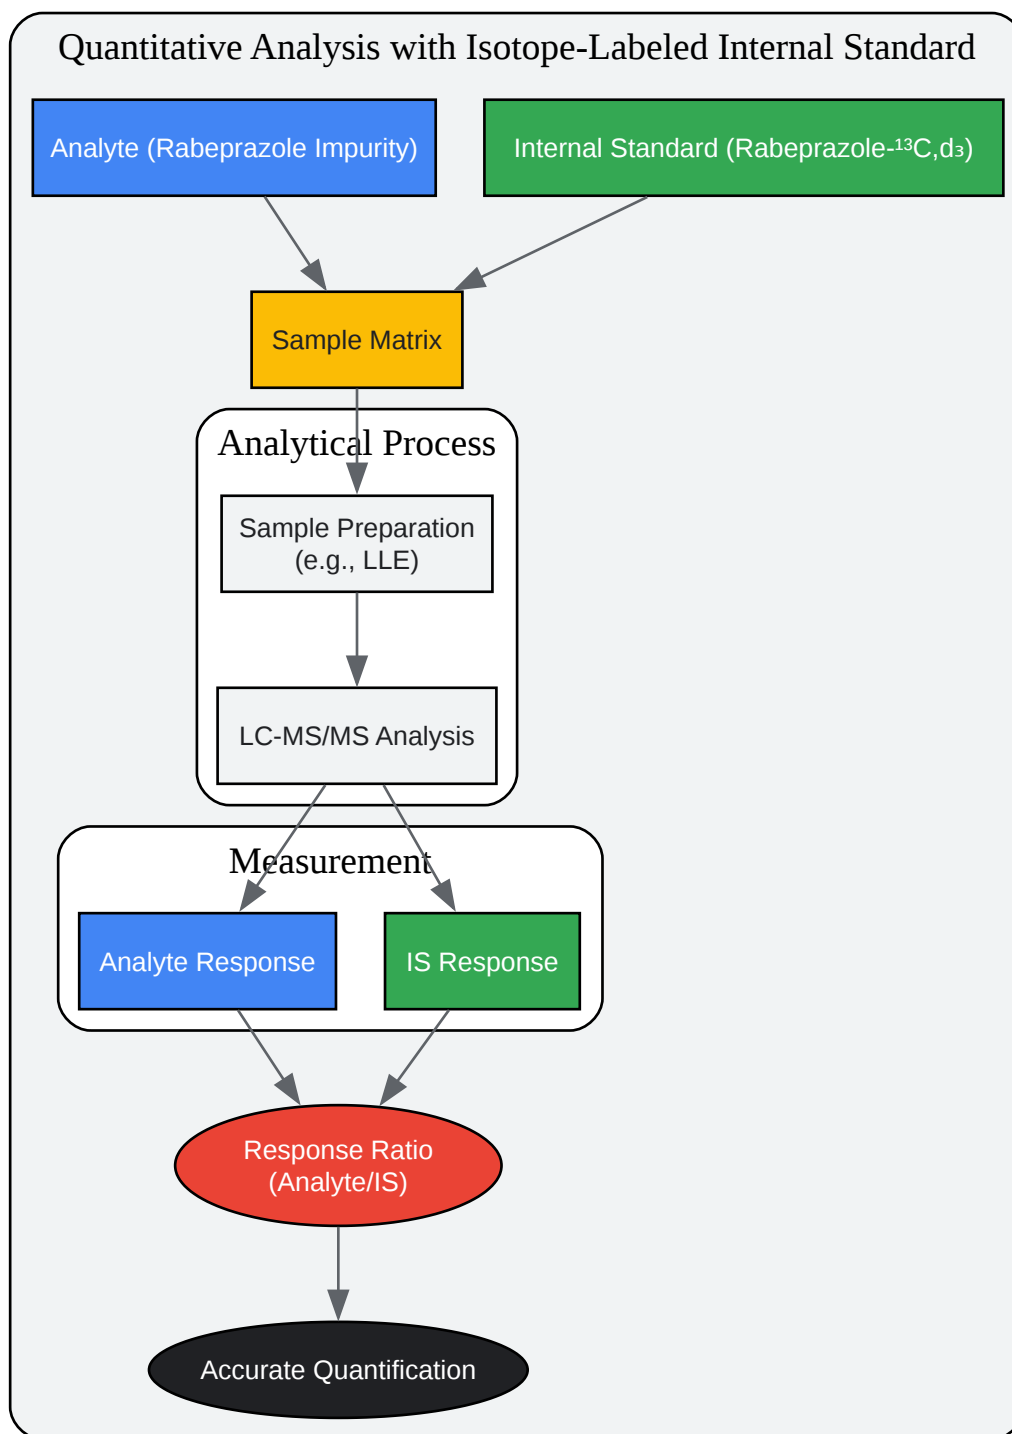 Quantitative Analysis with Isotope-Labeled Internal Standard
Analyte (Rabeprazole Impurity)
Internal Standard (Rabeprazole-¹³C,d₃)
Sample Matrix
Analytical Process
Sample Preparation
(e.g., LLE)
LC-MS/MS Analysis
Measurement
Analyte Response
IS Response
Response Ratio
(Analyte/IS)
Accurate Quantification